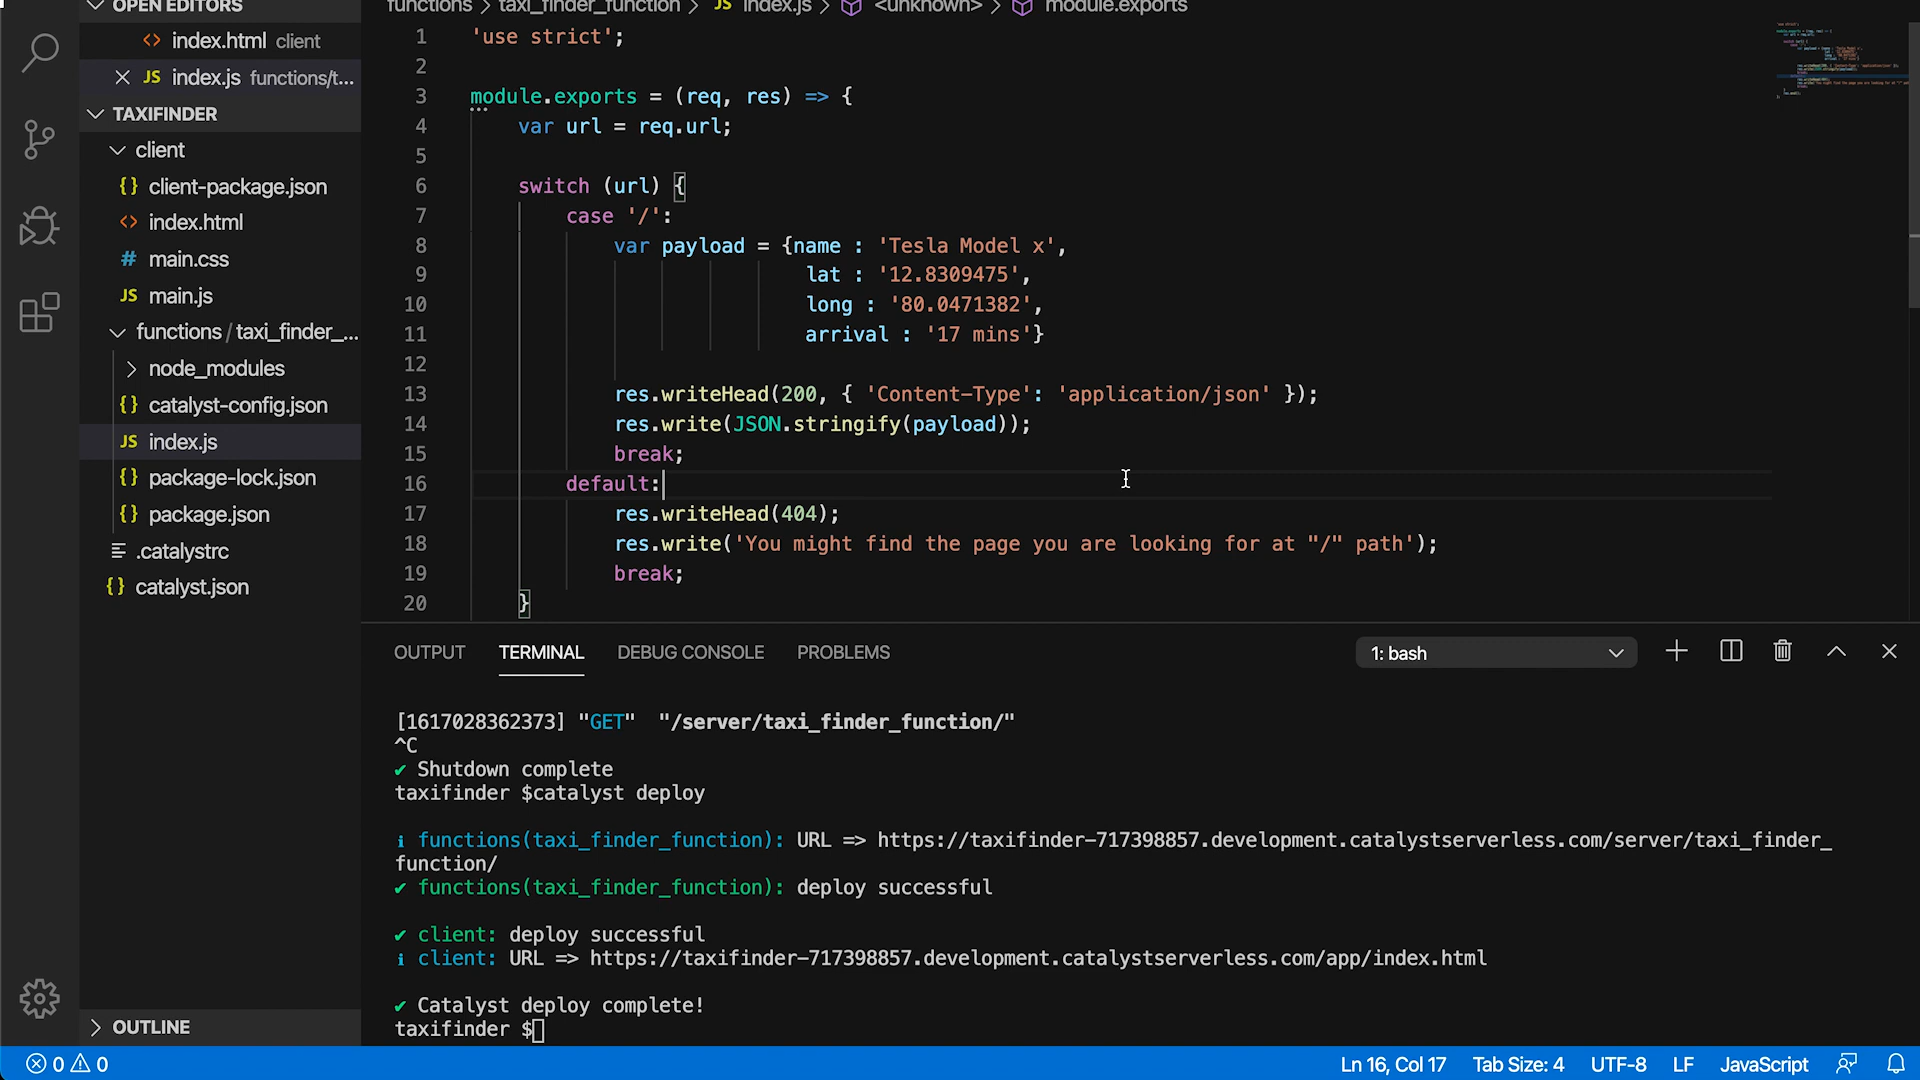 OPEN EDITORS
index.html client
index.js functions/t...
TAXIFINDER
client
client-package.json
index.html
main.css
main.js
functions / taxi_finder_...
node_modules
catalyst-config.json
index.js
package-lock.json
package.json
.catalystrc
catalyst.json
OUTLINE
functions > taxi_finder_function > JS index.js > <unknown> > module.exports
1 'use strict';
2
3 module.exports = (req, res) => {
4 var url = req.url;
5
6 switch (url) {
7 case '/':
8 var payload = {name : 'Tesla Model x',
9 lat : '12.8309475',
10 long : '80.0471382',
11 arrival : '17 mins'}
12
13 res.writeHead(200, { 'Content-Type': 'application/json' });
14 res.write(JSON.stringify(payload));
15 break;
16 default:
17 res.writeHead(404);
18 res.write('You might find the page you are looking for at "/" path');
19 break;
20 }
OUTPUT TERMINAL DEBUG CONSOLE PROBLEMS 1: bash
[1617028362373] "GET" "/server/taxi_finder_function/"
^C
✔ Shutdown complete
taxifinder $catalyst deploy
i functions(taxi_finder_function): URL => https://taxifinder-717398857.development.catalystserverless.com/server/taxi_finder_
function/
✔ functions(taxi_finder_function): deploy successful
✔ client: deploy successful
i client: URL => https://taxifinder-717398857.development.catalystserverless.com/app/index.html
✔ Catalyst deploy complete!
taxifinder $
0 0 Ln 16, Col 17 Tab Size: 4 UTF-8 LF JavaScript